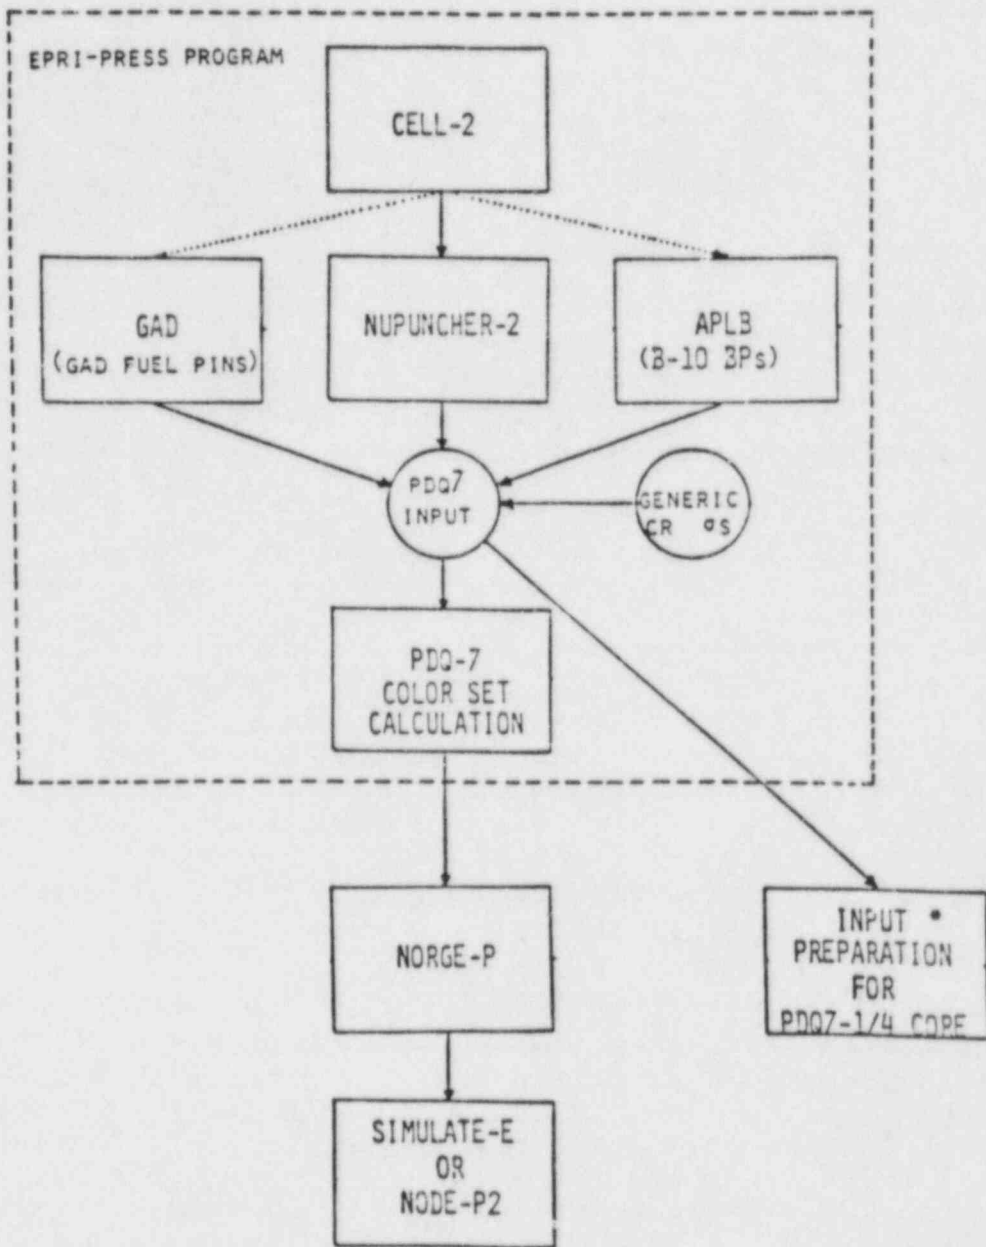 EPRI-PRESS PROGRAM
CELL-2
GAD
(GAD FUEL PINS)
NUPUNCHER-2
APLB
(B-10 BPs)
PDQ7
INPUT
GENERIC
CR σS
PDQ-7
COLOR SET
CALCULATION
NORGE-P
INPUT *
PREPARATION
FOR
PDQ7-1/4 CORE
SIMULATE-E
OR
NODE-P2